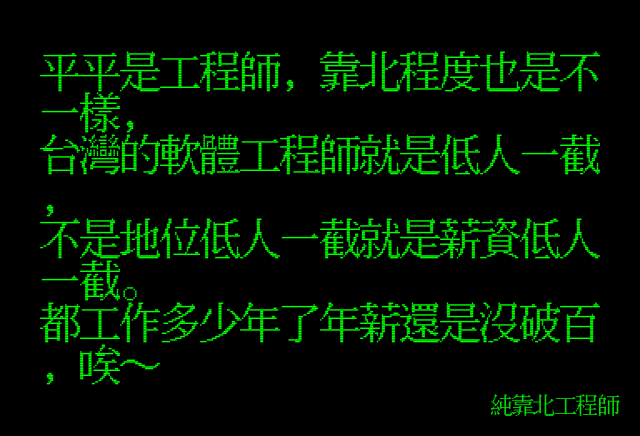 平平是工程師，靠北程度也是不
一樣，
台灣的軟體工程師就是低人一截
，
不是地位低人一截就是薪資低人
一截。
都工作多少年了年薪還是沒破百
，唉～
純靠北工程師